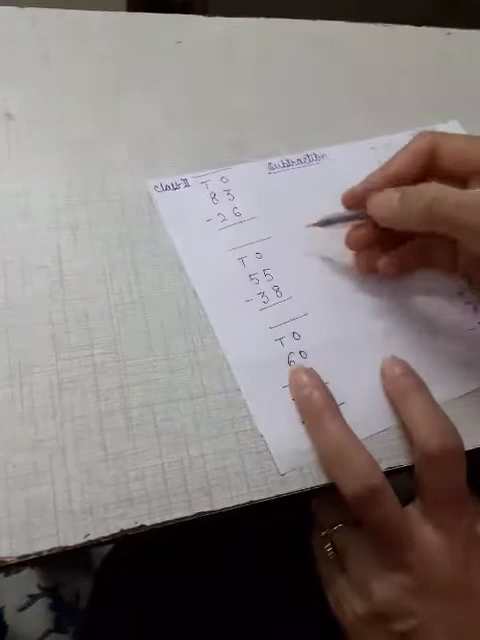 Subtraction
Class-II
T O
8 3
- 2 6
T O
5 5
- 3 8
T O
6 0